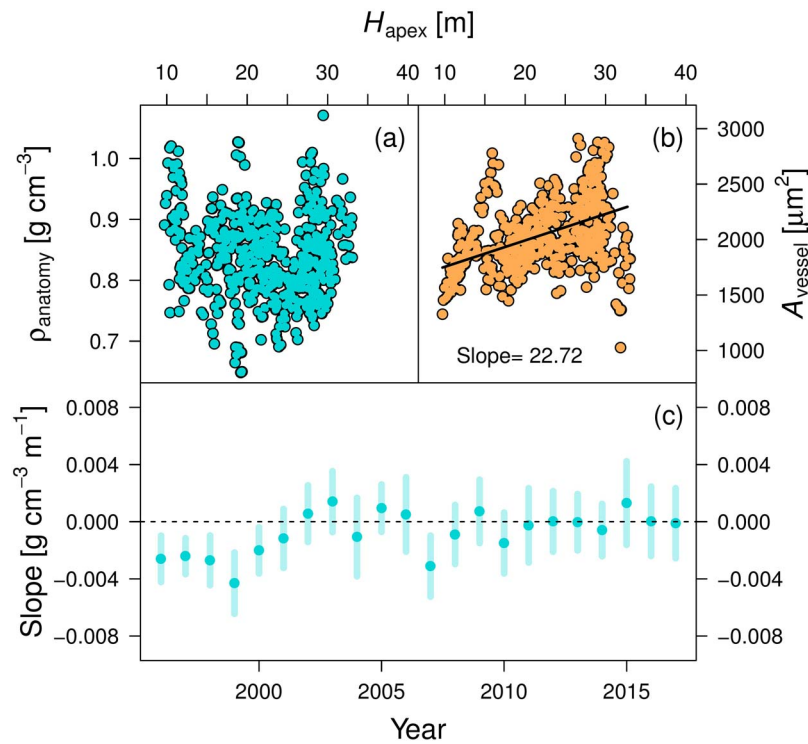 H_apex [m]
10 20 30 40 10 20 30 40
(a) (b)
ρ_anatomy [g cm⁻³]
1.0
0.9
0.8
0.7
3000
2500
2000
1500
1000
A_vessel [µm²]
Slope= 22.72
(c)
Slope [g cm⁻³ m⁻¹]
0.008 0.008
0.004 0.004
0.000 0.000
−0.004 −0.004
−0.008 −0.008
2000 2005 2010 2015
Year